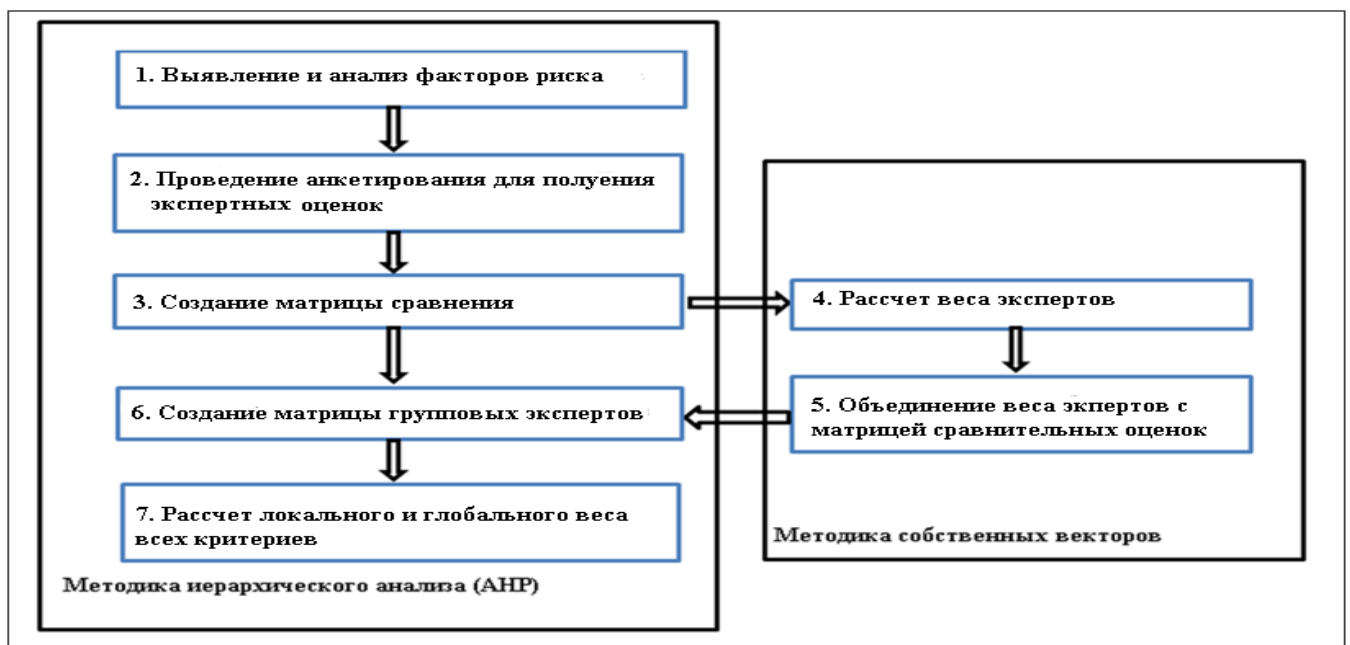 1. Выявление и анализ факторов риска
2. Проведение анкетирования для полуения
экспертных оценок
3. Создание матрицы сравнения
4. Рассчет веса экспертов
5. Объединение веса экпертов с
матрицей сравнительных оценок
6. Создание матрицы групповых экспертов
7. Рассчет локального и глобального веса
всех критериев
Методика собственных векторов
Методика иерархического анализа (АНР)